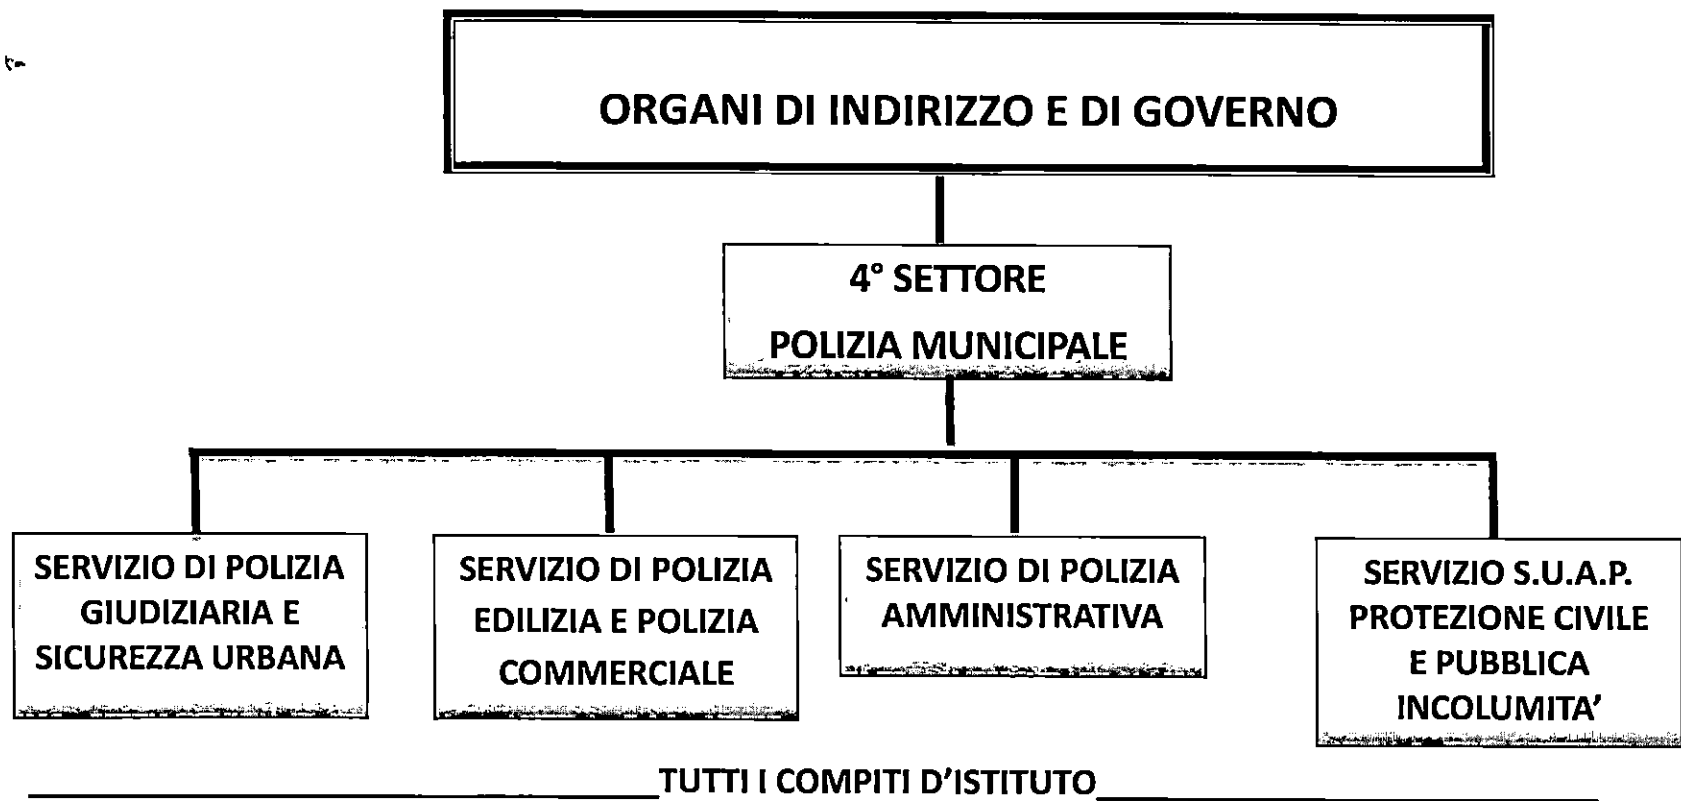 ORGANI DI INDIRIZZO E DI GOVERNO
4° SETTORE
POLIZIA MUNICIPALE
SERVIZIO DI POLIZIA
GIUDIZIARIA E
SICUREZZA URBANA
SERVIZIO DI POLIZIA
EDILIZIA E POLIZIA
COMMERCIALE
SERVIZIO DI POLIZIA
AMMINISTRATIVA
SERVIZIO S.U.A.P.
PROTEZIONE CIVILE
E PUBBLICA
INCOLUMITA’
TUTTI I COMPITI D’ISTITUTO